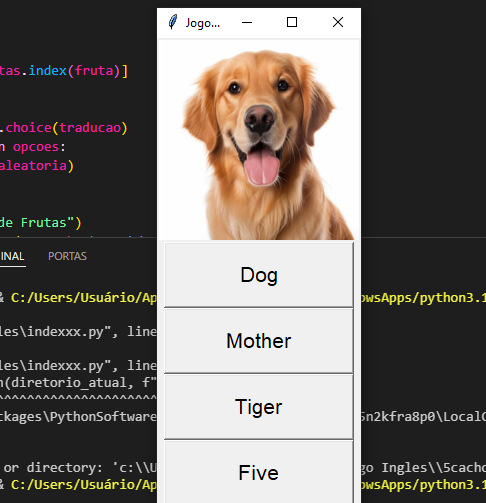 Jogo...
tas.index(fruta)]
.choice(traducao)
n opcoes:
aleatoria)
de Frutas")
INAL PORTAS
Dog
& C:/Users/Usuário/Ap
owsApps/python3.1
Mother
les\indexxx.py", line
les\indexxx.py", line
n(diretorio_atual, f"
^^^^^^^^^^^^^^^^^^^^^
Tiger
ckages\PythonSoftware
5n2kfra8p0\LocalC
Five
or directory: 'c:\\U
go Ingles\\5cacho
& C:/Users/Usuário/Ap
owsApps/python3.1